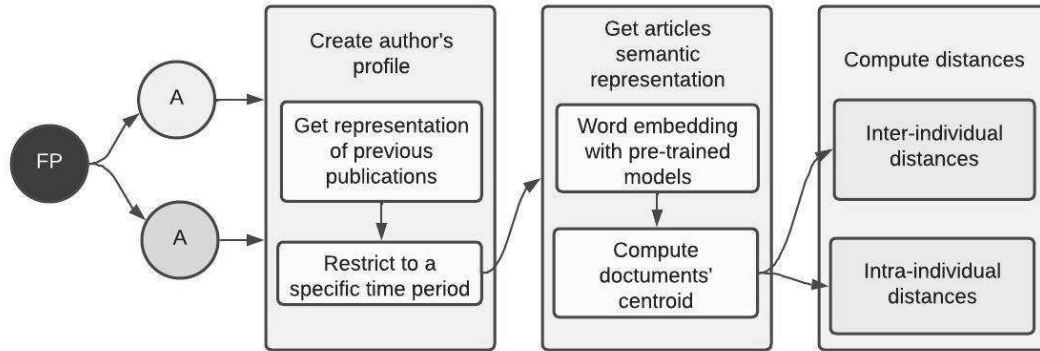 FP
A
A
Create author's
profile
Get representation
of previous
publications
Restrict to a
specific time period
Get articles
semantic
representation
Word embedding
with pre-trained
models
Compute
doctuments'
centroid
Compute distances
Inter-individual
distances
Intra-individual
distances